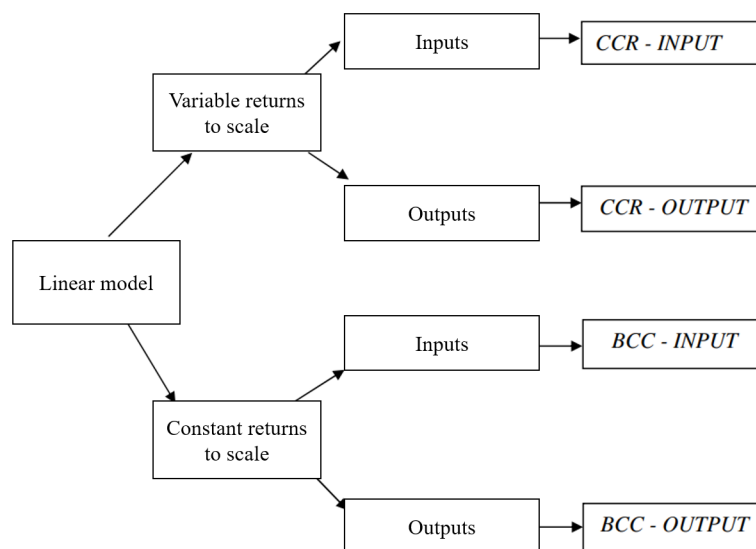 Inputs
CCR - INPUT
Variable returns
to scale
Outputs
CCR - OUTPUT
Linear model
Inputs
BCC - INPUT
Constant returns
to scale
Outputs
BCC - OUTPUT